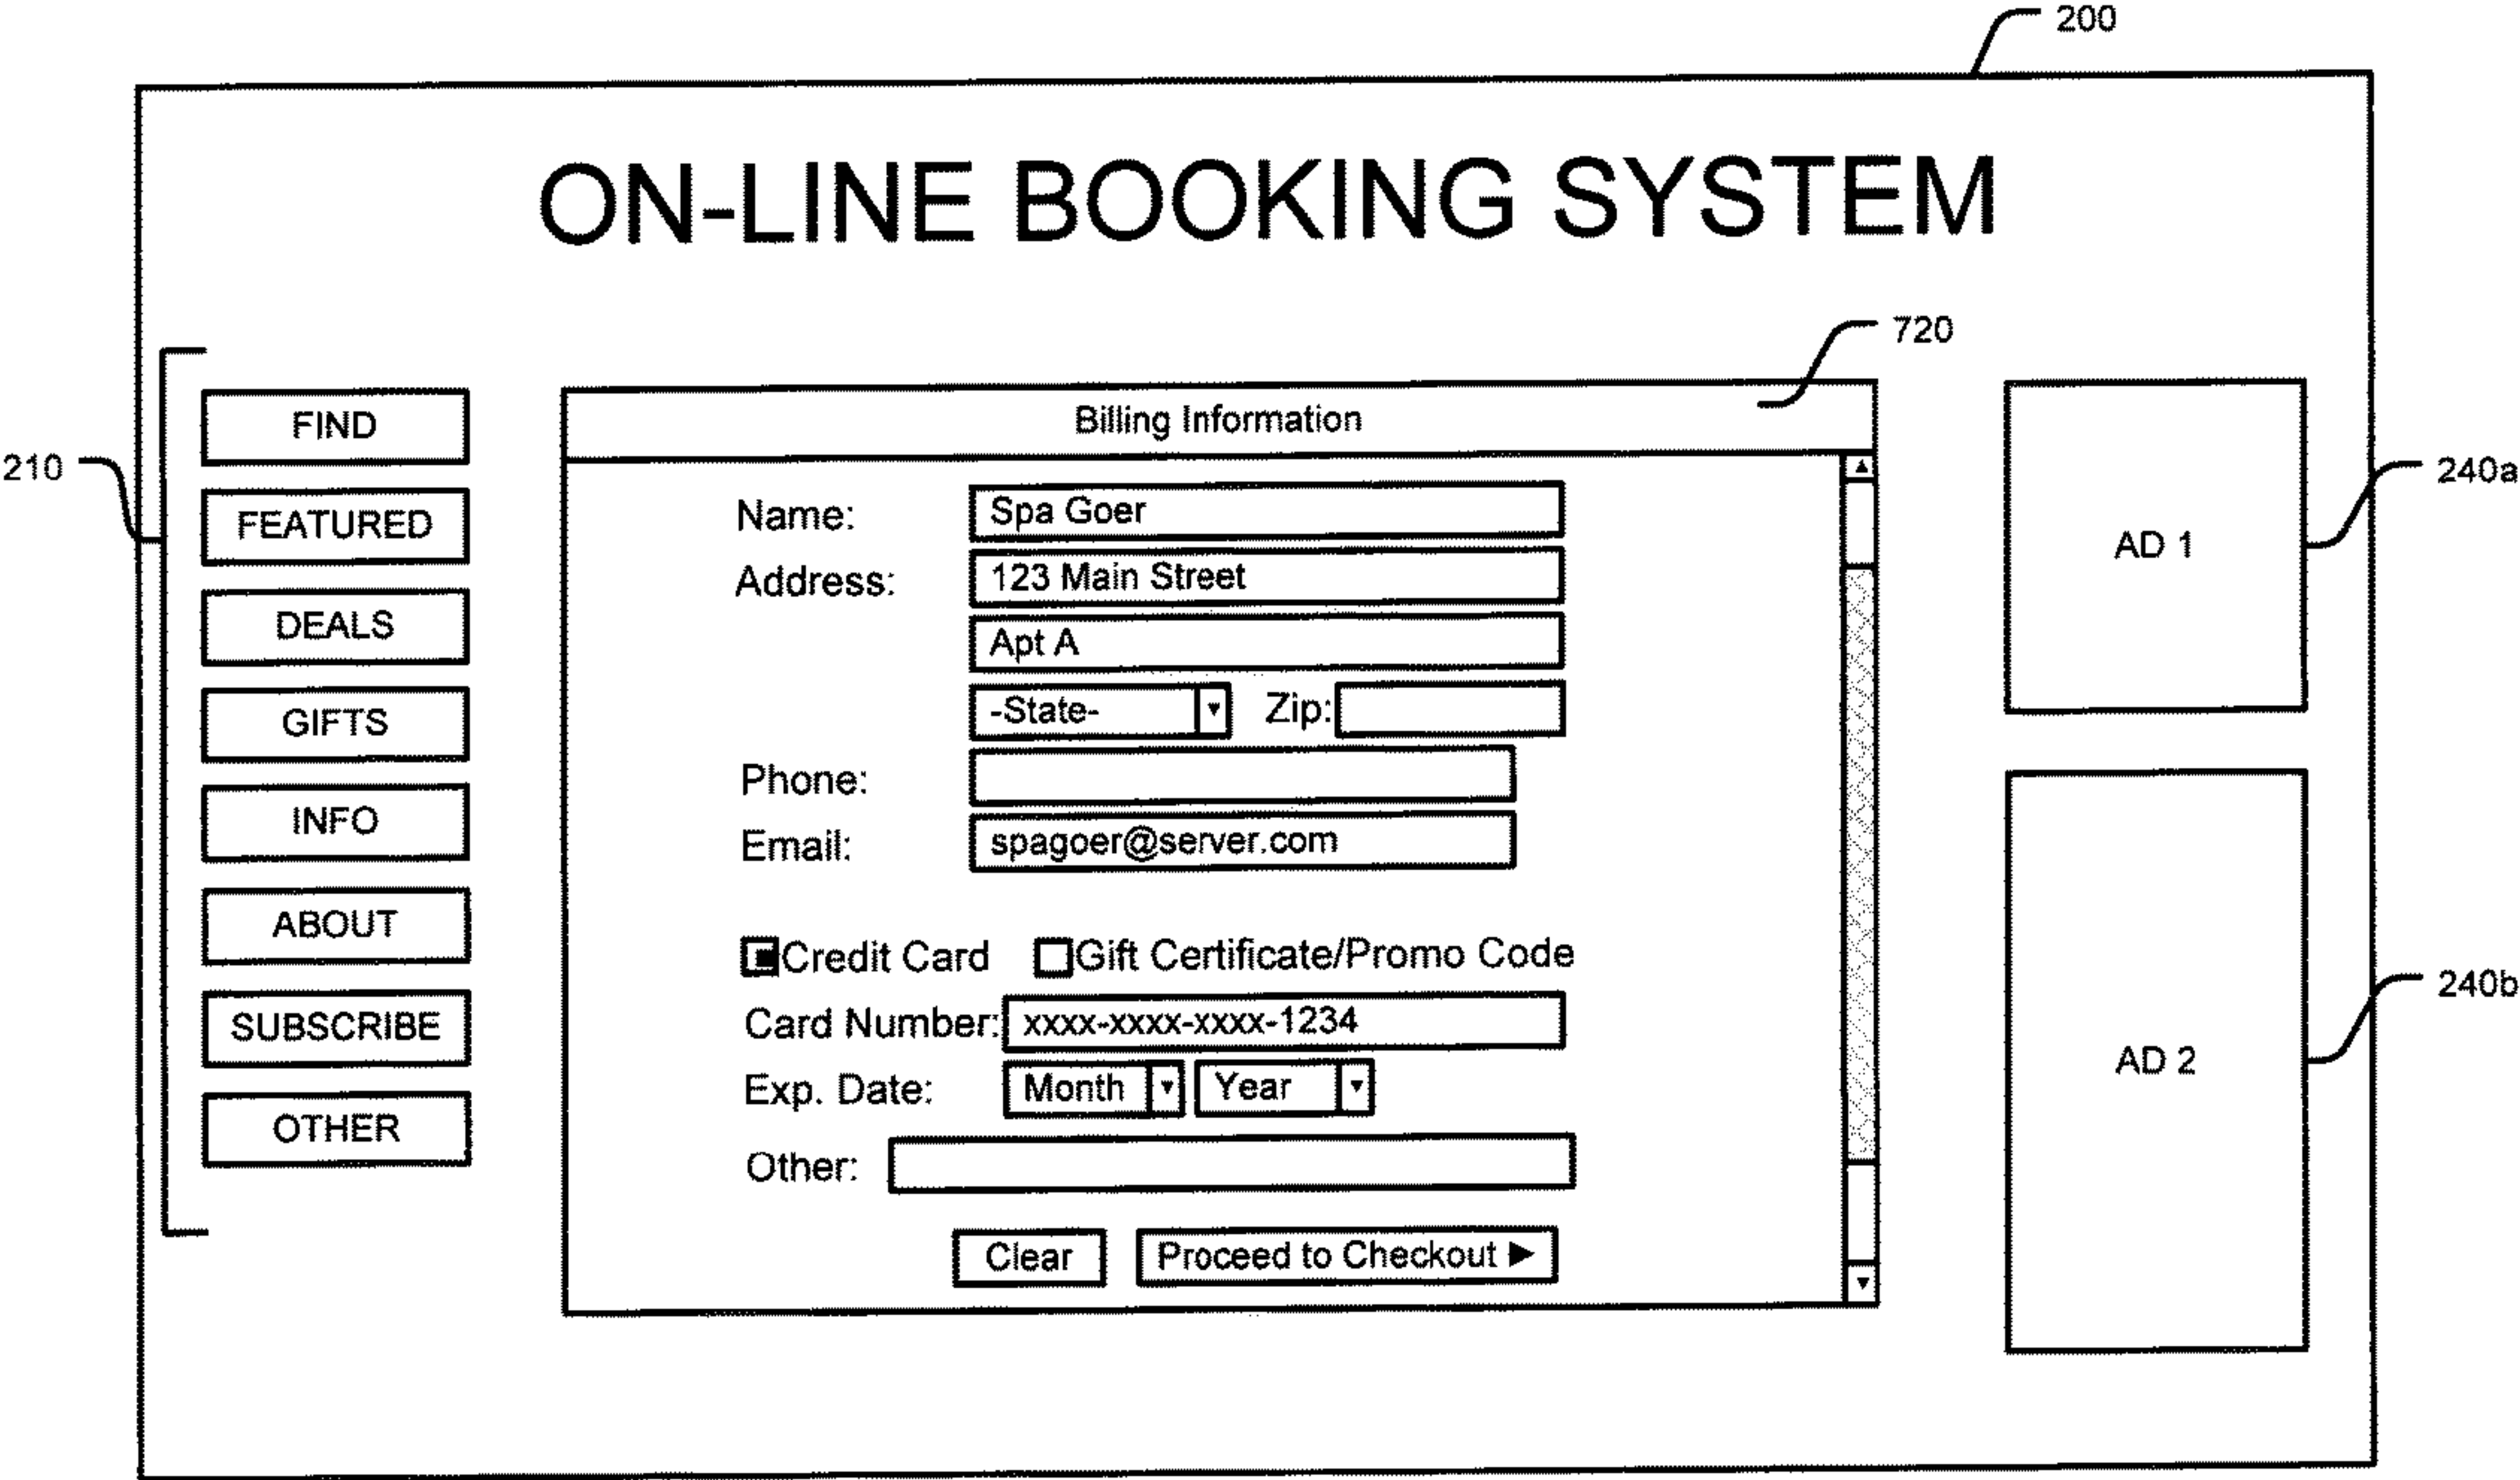 200
ON-LINE BOOKING SYSTEM
720
210
FIND
FEATURED
DEALS
GIFTS
INFO
ABOUT
SUBSCRIBE
OTHER
Billing Information
Name: Spa Goer
Address: 123 Main Street
Apt A
-State- Zip:
Phone:
Email: spagoer@server.com
Credit Card Gift Certificate/Promo Code
Card Number: xxxx-xxxx-xxxx-1234
Exp. Date: Month Year
Other:
Clear Proceed to Checkout
AD 1
240a
AD 2
240b